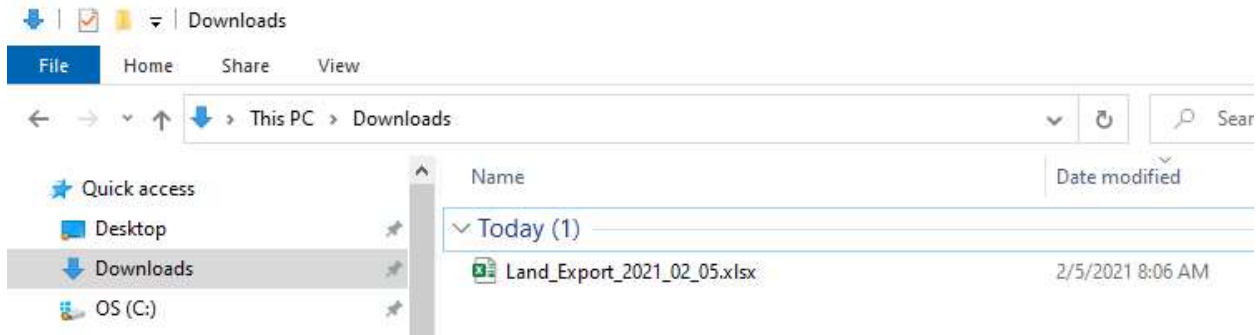 Downloads
File Home Share View
This PC > Downloads Sear
Quick access Name Date modified
Desktop Today (1)
Downloads Land_Export_2021_02_05.xlsx 2/5/2021 8:06 AM
OS (C:)